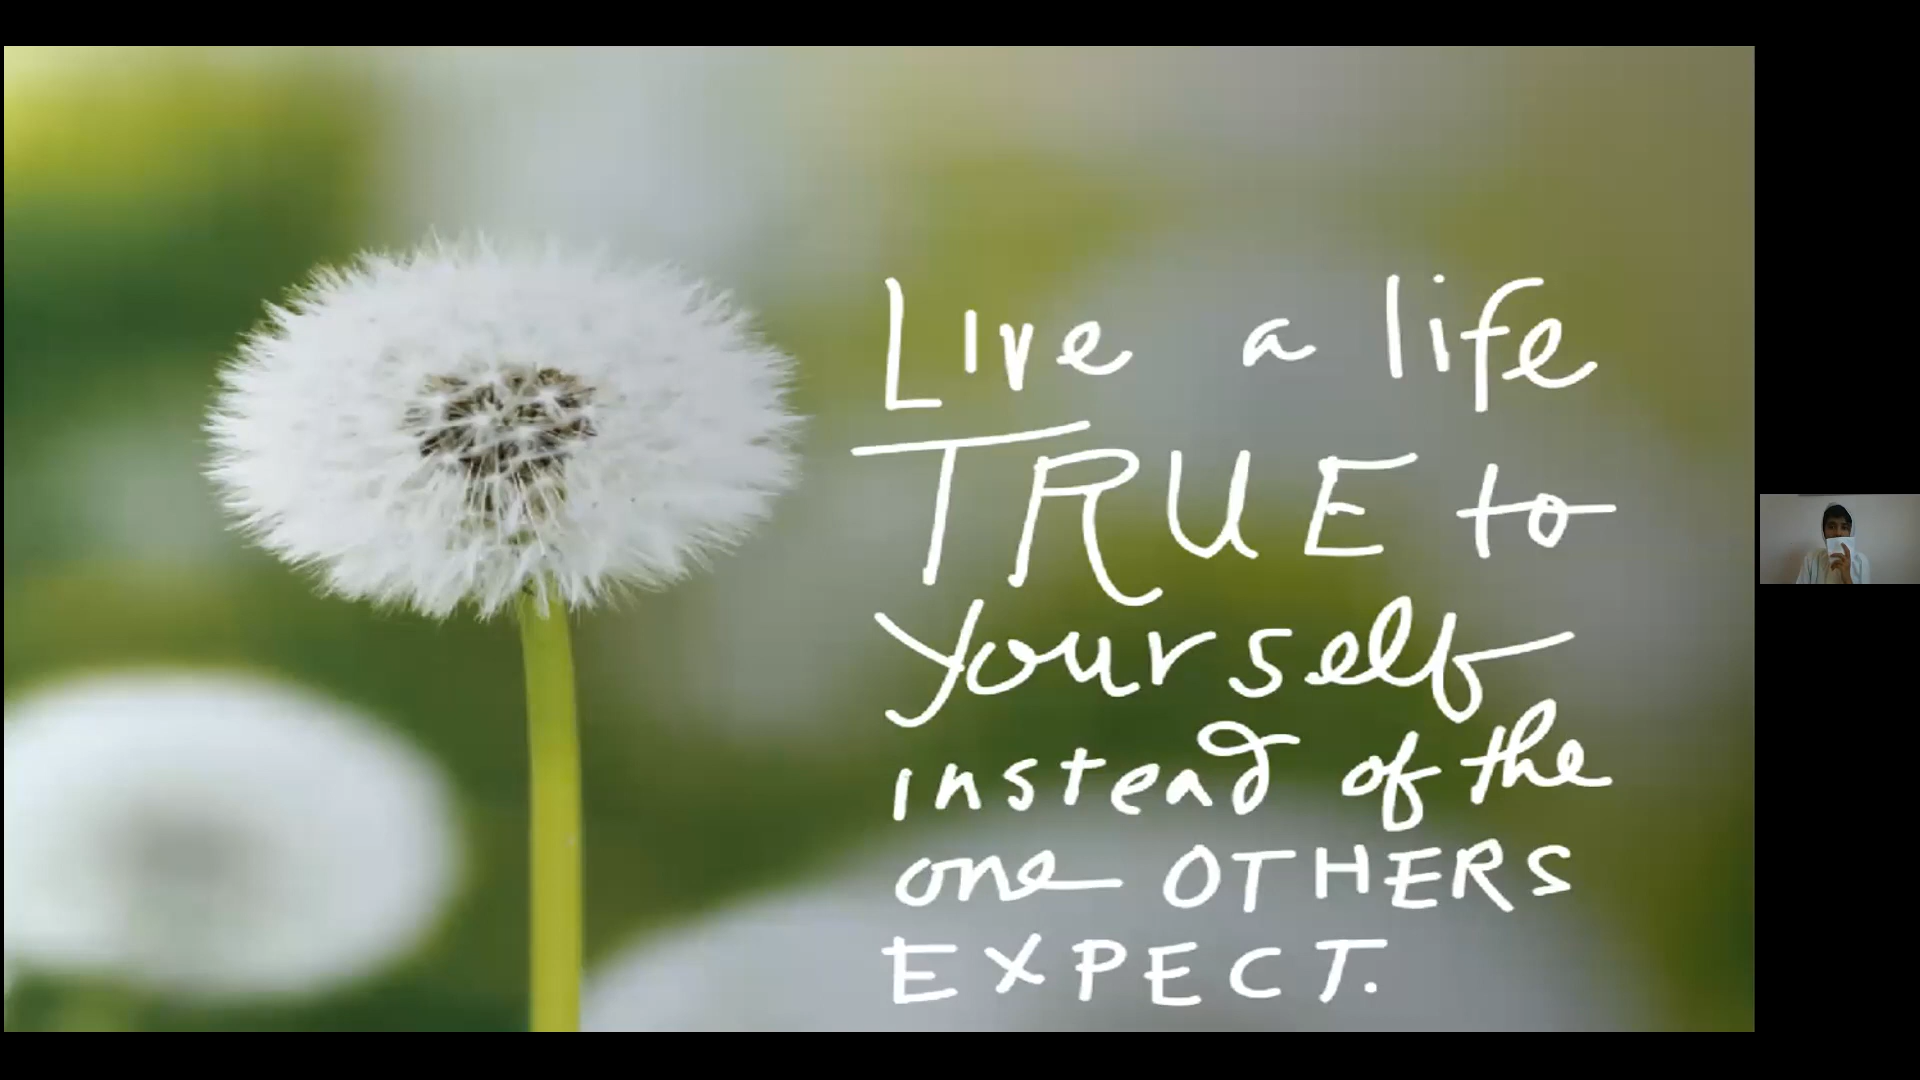 Live a life
TRUE to
yourself
instead of the
one OTHERS
EXPECT.